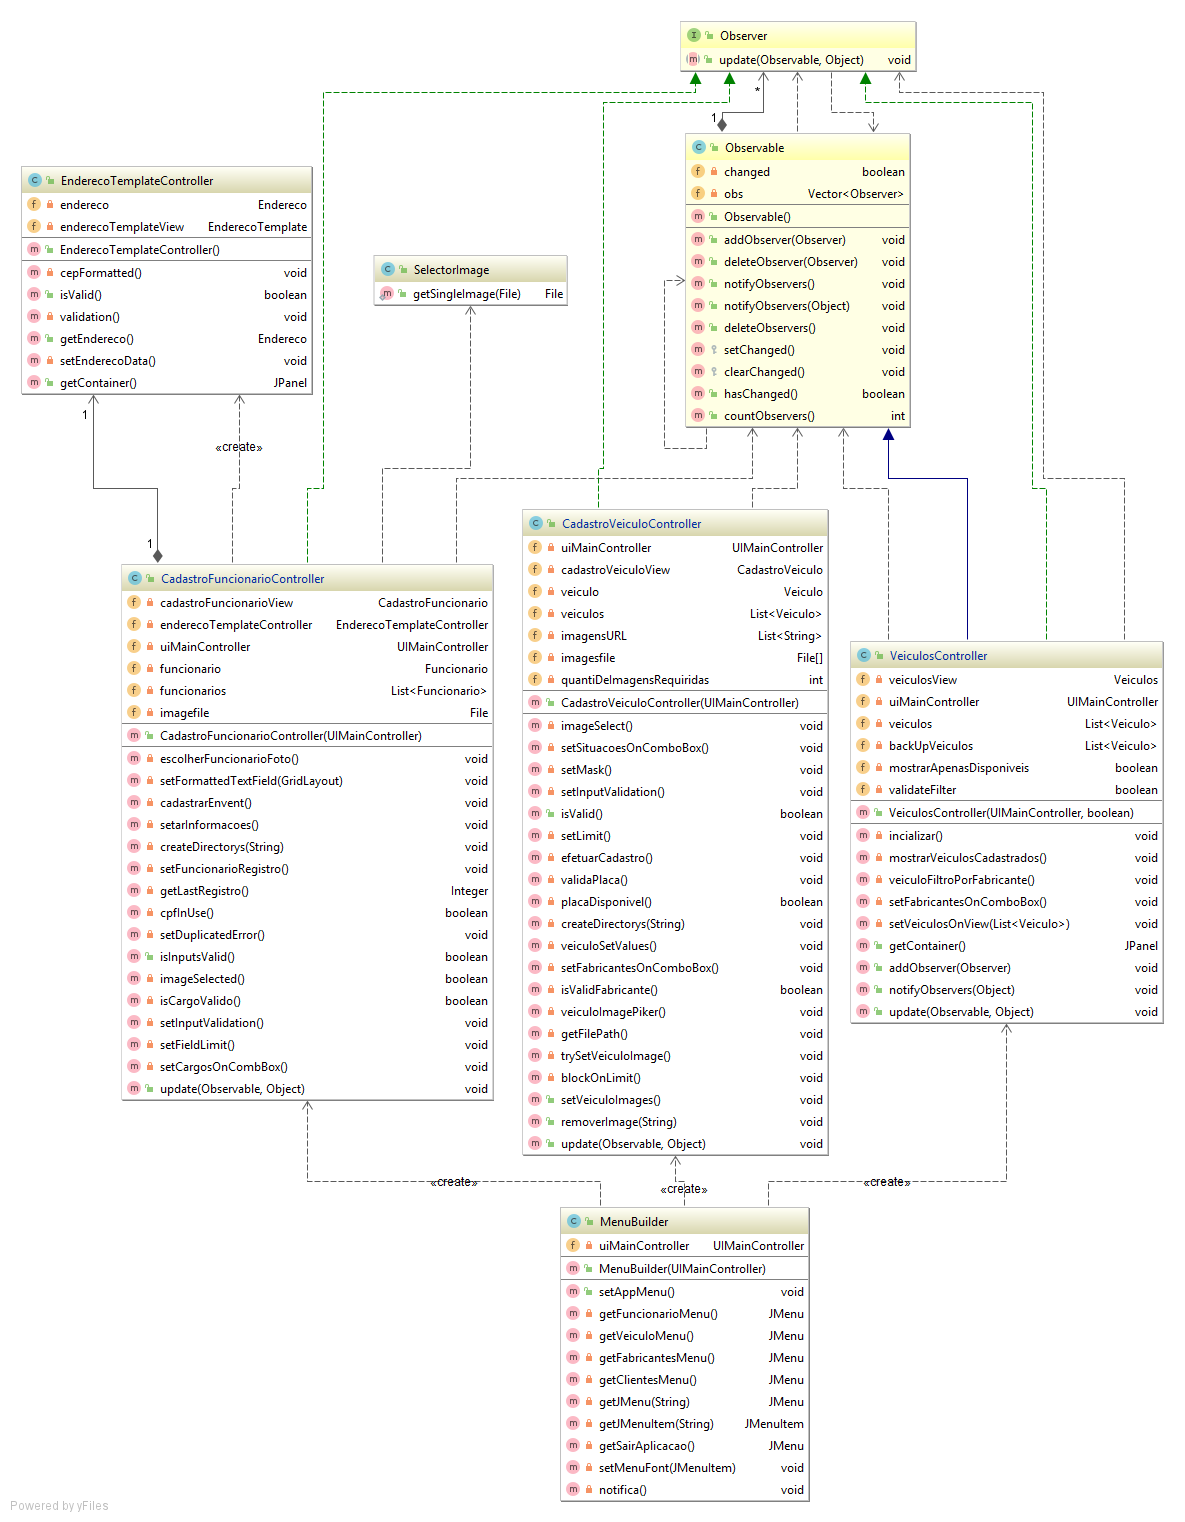 Observer
update(Observable, Object) void
*
1
Observable
changed boolean
obs Vector<Observer>
Observable()
addObserver(Observer) void
deleteObserver(Observer) void
notifyObservers() void
notifyObservers(Object) void
deleteObservers() void
setChanged() void
clearChanged() void
hasChanged() boolean
countObservers() int
EnderecoTemplateController
endereco Endereco
enderecoTemplateView EnderecoTemplate
EnderecoTemplateController()
cepFormatted() void
isValid() boolean
validation() void
getEndereco() Endereco
setEnderecoData() void
getContainer() JPanel
SelectorImage
getSingleImage(File) File
1
«create»
1
CadastroFuncionarioController
cadastroFuncionarioView CadastroFuncionario
enderecoTemplateController EnderecoTemplateController
uiMainController UIMainController
funcionario Funcionario
funcionarios List<Funcionario>
imagefile File
CadastroFuncionarioController(UIMainController)
escolherFuncionarioFoto() void
setFormattedTextField(GridLayout) void
cadastrarEnvent() void
setarInformacoes() void
createDirectorys(String) void
setFuncionarioRegistro() void
getLastRegistro() Integer
cpfInUse() boolean
setDuplicatedError() void
isInputsValid() boolean
imageSelected() boolean
isCargoValido() boolean
setInputValidation() void
setFieldLimit() void
setCargosOnCombBox() void
update(Observable, Object) void
CadastroVeiculoController
uiMainController UIMainController
cadastroVeiculoView CadastroVeiculo
veiculo Veiculo
veiculos List<Veiculo>
imagensURL List<String>
imagesfile File[]
quantiDeImagensRequiridas int
CadastroVeiculoController(UIMainController)
imageSelect() void
setSituacoesOnComboBox() void
setMask() void
setInputValidation() void
isValid() boolean
setLimit() void
efetuarCadastro() void
validaPlaca() void
placaDisponivel() boolean
createDirectorys(String) void
veiculoSetValues() void
setFabricantesOnComboBox() void
isValidFabricante() boolean
veiculoImagePiker() void
getFilePath() void
trySetVeiculoImage() void
blockOnLimit() void
setVeiculoImages() void
removerImage(String) void
update(Observable, Object) void
VeiculosController
veiculosView Veiculos
uiMainController UIMainController
veiculos List<Veiculo>
backUpVeiculos List<Veiculo>
mostrarApenasDisponiveis boolean
validateFilter boolean
VeiculosController(UIMainController, boolean)
incializar() void
mostrarVeiculosCadastrados() void
veiculoFiltroPorFabricante() void
setFabricantesOnComboBox() void
setVeiculosOnView(List<Veiculo>) void
getContainer() JPanel
addObserver(Observer) void
notifyObservers(Object) void
update(Observable, Object) void
«create»
«create»
«create»
MenuBuilder
uiMainController UIMainController
MenuBuilder(UIMainController)
setAppMenu() void
getFuncionarioMenu() JMenu
getVeiculoMenu() JMenu
getFabricantesMenu() JMenu
getClientesMenu() JMenu
getJMenu(String) JMenu
getJMenuItem(String) JMenuItem
getSairAplicacao() JMenu
setMenuFont(JMenuItem) void
notifica() void
Powered by yFiles